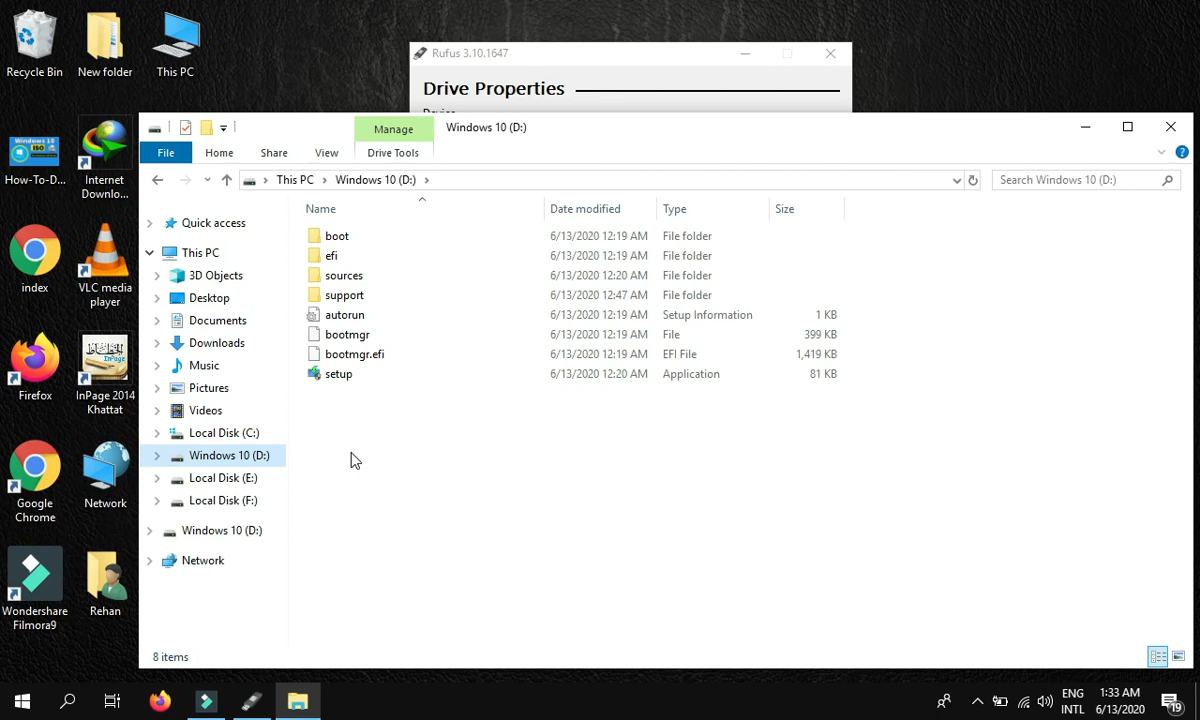 Recycle Bin
New folder
This PC
How-To-D...
Internet
Downlo...
index
VLC media
player
Firefox
InPage 2014
Khattat
Google
Chrome
Network
Wondershare
Filmora9
Rehan
Rufus 3.10.1647
Drive Properties
Manage
Windows 10 (D:)
File
Home
Share
View
Drive Tools
This PC
Windows 10 (D:)
Search Windows 10 (D:)
Quick access
This PC
3D Objects
Desktop
Documents
Downloads
Music
Pictures
Videos
Local Disk (C:)
Windows 10 (D:)
Local Disk (E:)
Local Disk (F:)
Windows 10 (D:)
Network
Name Date modified Type Size
boot 6/13/2020 12:19 AM File folder
efi 6/13/2020 12:19 AM File folder
sources 6/13/2020 12:20 AM File folder
support 6/13/2020 12:47 AM File folder
autorun 6/13/2020 12:19 AM Setup Information 1 KB
bootmgr 6/13/2020 12:19 AM File 399 KB
bootmgr.efi 6/13/2020 12:19 AM EFI File 1,419 KB
setup 6/13/2020 12:20 AM Application 81 KB
8 items
ENG
INTL
1:33 AM
6/13/2020
19